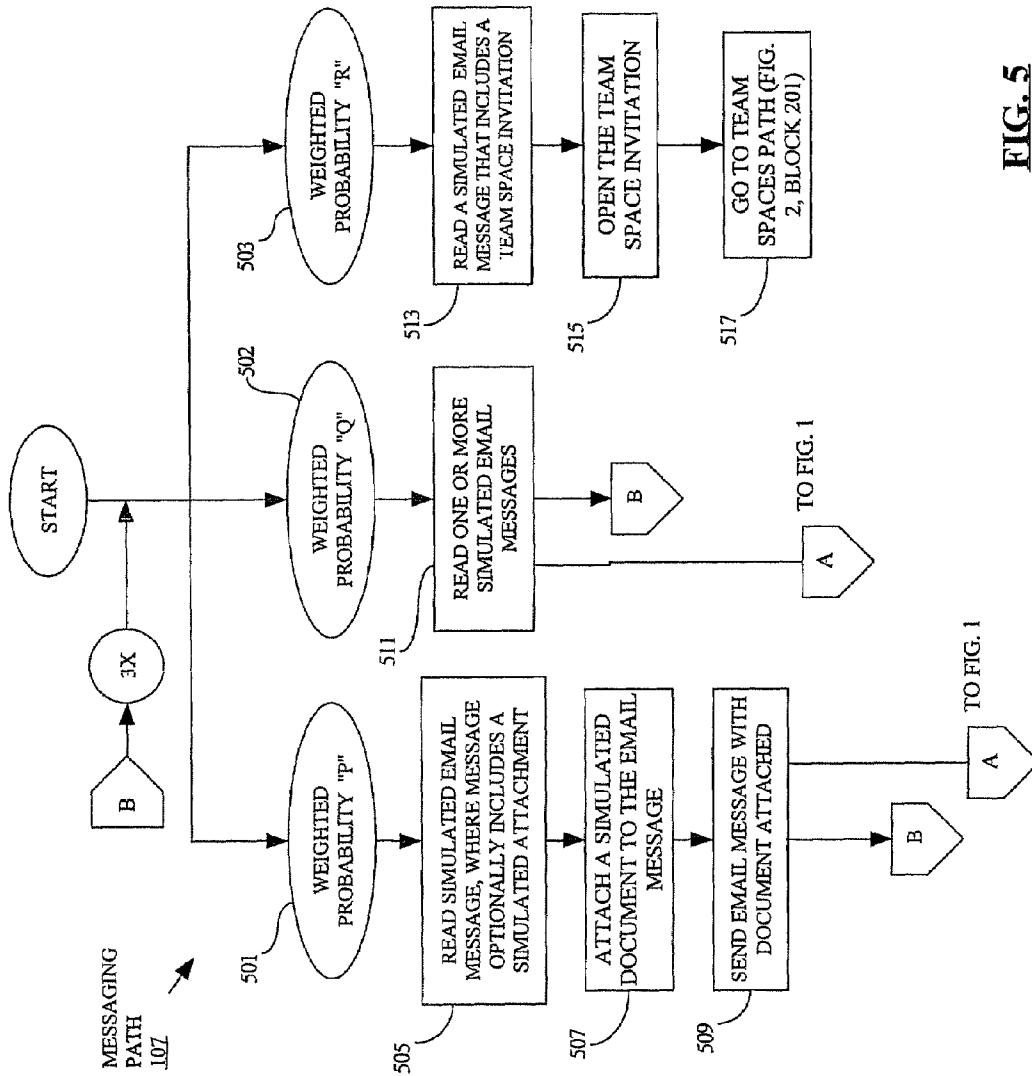 MESSAGING
PATH
107
START
B
3X
501
WEIGHTED
PROBABILITY "P"
505
READ SIMULATED EMAIL
MESSAGE, WHERE MESSAGE
OPTIONALLY INCLUDES A
SIMULATED ATTACHMENT
507
ATTACH A SIMULATED
DOCUMENT TO THE EMAIL
MESSAGE
509
SEND EMAIL MESSAGE WITH
DOCUMENT ATTACHED
B
A
TO FIG. 1
502
WEIGHTED
PROBABILITY "Q"
511
READ ONE OR MORE
SIMULATED EMAIL
MESSAGES
B
A
TO FIG. 1
503
WEIGHTED
PROBABILITY "R"
513
READ A SIMULATED EMAIL
MESSAGE THAT INCLUDES A
TEAM SPACE INVITATION
515
OPEN THE TEAM
SPACE INVITATION
517
GO TO TEAM
SPACES PATH (FIG.
2, BLOCK 201)
FIG. 5